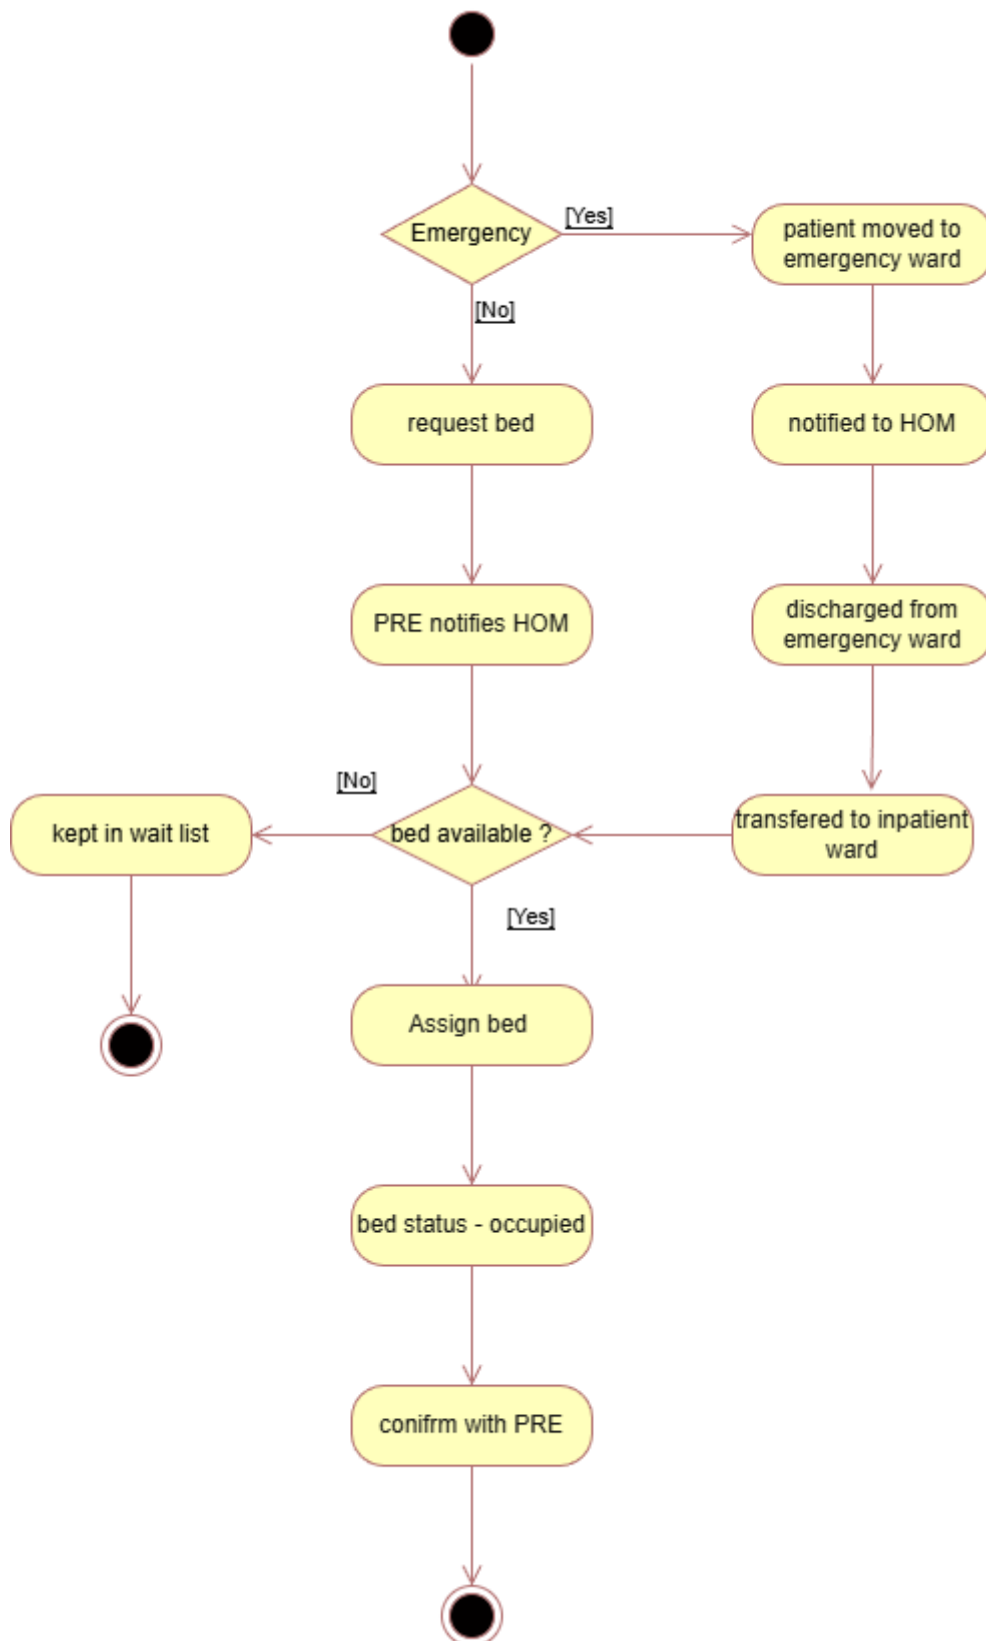 Emergency
[Yes]
patient moved to
emergency ward
[No]
request bed
notified to HOM
PRE notifies HOM
discharged from
emergency ward
[No]
kept in wait list
bed available ?
transfered to inpatient
ward
[Yes]
Assign bed
bed status - occupied
conifrm with PRE